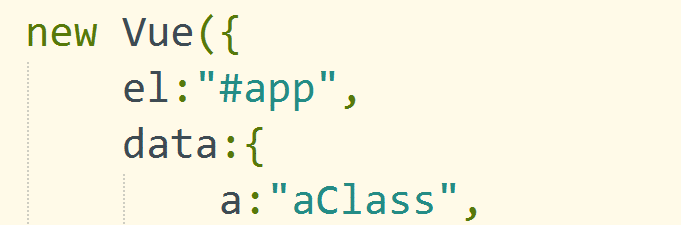 new Vue({
    el:"#app",
    data:{
        a:"aClass",